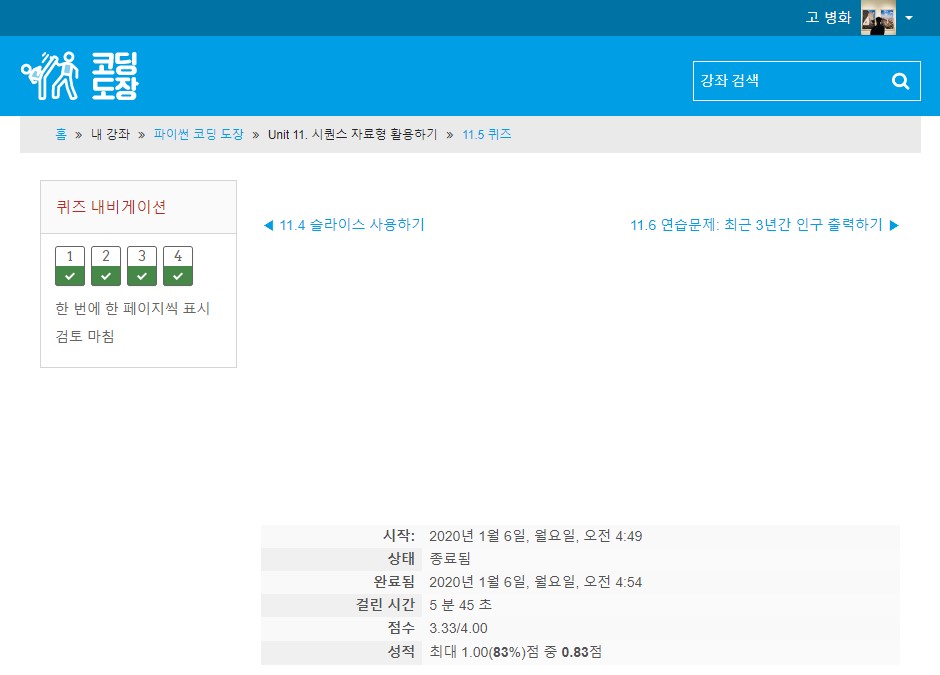 고 병화
코딩
도장
강좌 검색
홈 » 내 강좌 » 파이썬 코딩 도장 » Unit 11. 시퀀스 자료형 활용하기 » 11.5 퀴즈
퀴즈 내비게이션
1 2 3 4
한 번에 한 페이지씩 표시
검토 마침
◀ 11.4 슬라이스 사용하기
11.6 연습문제: 최근 3년간 인구 출력하기 ▶
시작: 2020년 1월 6일, 월요일, 오전 4:49
상태 종료됨
완료됨 2020년 1월 6일, 월요일, 오전 4:54
걸린 시간 5 분 45 초
점수 3.33/4.00
성적 최대 1.00(83%)점 중 0.83점